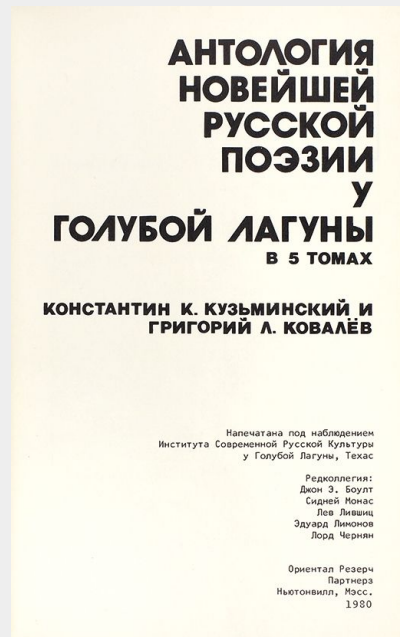 АНТОЛОГИЯ
НОВЕЙШЕЙ
РУССКОЙ
ПОЭЗИИ
У
ГОЛУБОЙ ЛАГУНЫ
В 5 ТОМАХ
КОНСТАНТИН К. КУЗЬМИНСКИЙ И
ГРИГОРИЙ Л. КОВАЛЁВ
Напечатана под наблюдением
Института Современной Русской Культуры
у Голубой Лагуны, Техас
Редколлегия:
Джон Э. Боулт
Сидней Монас
Лев Лившиц
Эдуард Лимонов
Лорд Чернян
Ориентал Резерч
Партнерз
Ньютонвилл, Мэсс.
1980